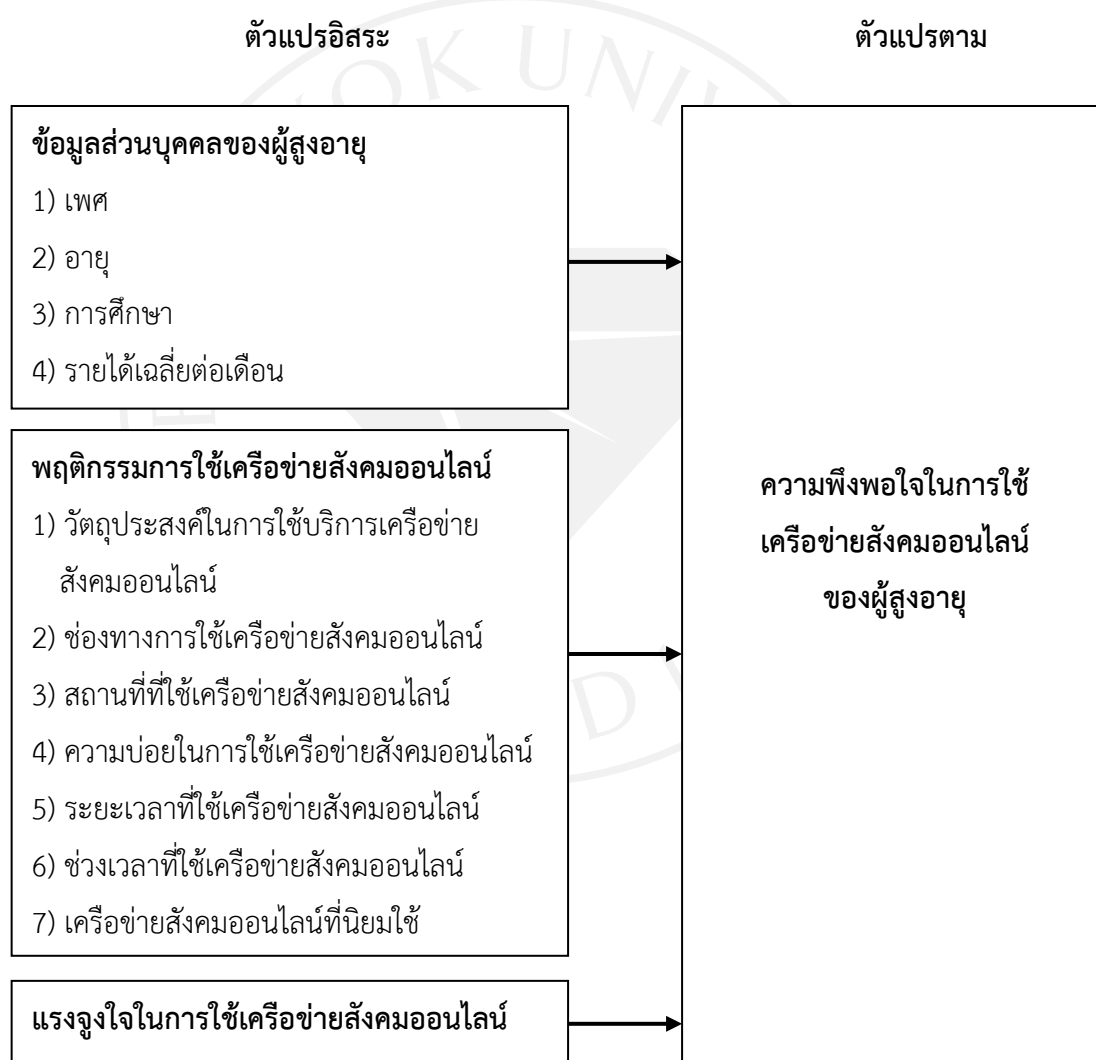 ตัวแปรอิสระ
ตัวแปรตาม
ข้อมูลส่วนบุคคลของผู้สูงอายุ
1) เพศ
2) อายุ
3) การศึกษา
4) รายได้เฉลี่ยต่อเดือน
พฤติกรรมการใช้เครือข่ายสังคมออนไลน์
1) วัตถุประสงค์ในการใช้บริการเครือข่าย
สังคมออนไลน์
2) ช่องทางการใช้เครือข่ายสังคมออนไลน์
3) สถานที่ที่ใช้เครือข่ายสังคมออนไลน์
4) ความบ่อยในการใช้เครือข่ายสังคมออนไลน์
5) ระยะเวลาที่ใช้เครือข่ายสังคมออนไลน์
6) ช่วงเวลาที่ใช้เครือข่ายสังคมออนไลน์
7) เครือข่ายสังคมออนไลน์ที่นิยมใช้
แรงจูงใจในการใช้เครือข่ายสังคมออนไลน์
ความพึงพอใจในการใช้
เครือข่ายสังคมออนไลน์
ของผู้สูงอายุ